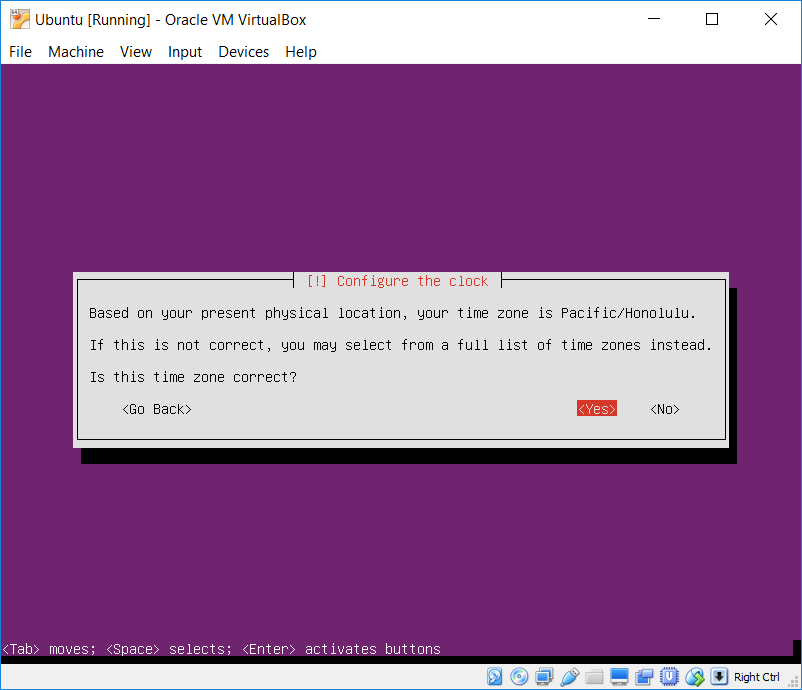 Ubuntu [Running] - Oracle VM VirtualBox
File Machine View Input Devices Help
[!] Configure the clock
Based on your present physical location, your time zone is Pacific/Honolulu.
If this is not correct, you may select from a full list of time zones instead.
Is this time zone correct?
<Go Back> <Yes> <No>
<Tab> moves; <Space> selects; <Enter> activates buttons
Right Ctrl